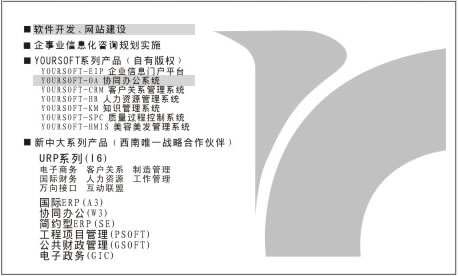 ■ 软件开发、网站建设
■ 企事业信息化咨询规划实施
■ YOURSOFT系列产品（自有版权）
YOURSOFT-EIP 企业信息门户平台
YOURSOFT-OA 协同办公系统
YOURSOFT-CRM 客户关系管理系统
YOURSOFT-HR 人力资源管理系统
YOURSOFT-KM 知识管理系统
YOURSOFT-SPC 质量过程控制系统
YOURSOFT-HMIS 美容美发管理系统
■ 新中大系列产品（西南唯一战略合作伙伴）
URP系列(I6)
电子商务 客户关系 制造管理
国际财务 人力资源 工作管理
万向接口 互动联盟
国际ERP(A3)
协同办公(W3)
简约型ERP(SE)
工程项目管理(PSOFT)
公共财政管理(GSOFT)
电子政务(GIC)